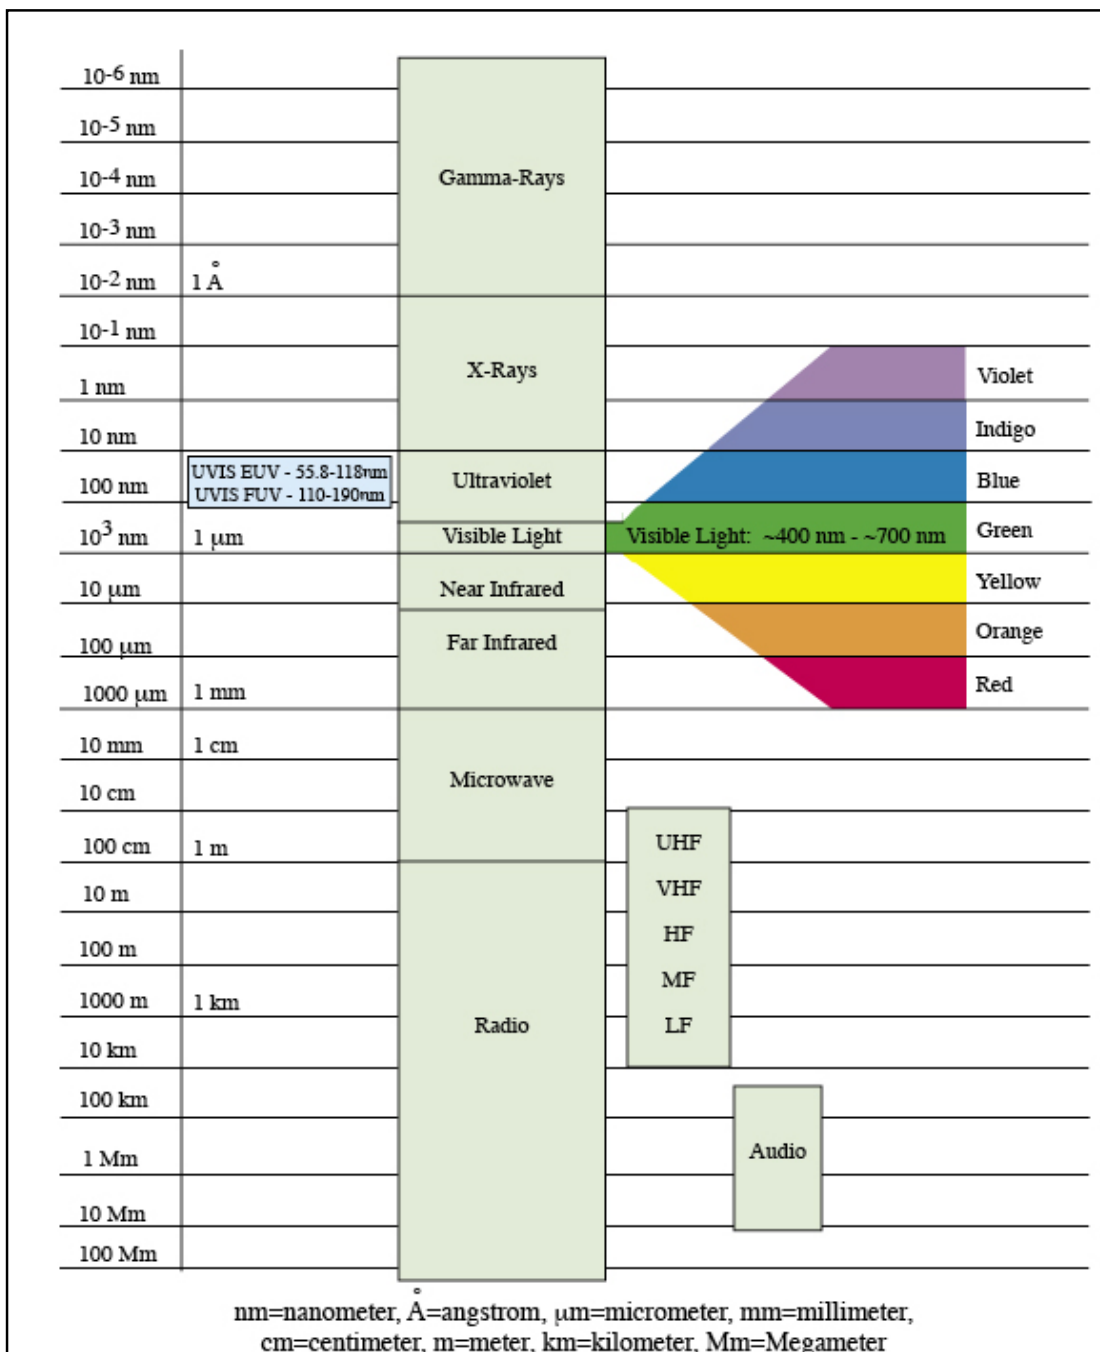 10-6 nm
10-5 nm
10-4 nm
Gamma-Rays
10-3 nm
10-2 nm 1 Å
10-1 nm
X-Rays
1 nm
Violet
10 nm
Indigo
UVIS EUV - 55.8-118nm
UVIS FUV - 110-190nm
100 nm
Ultraviolet
Blue
10³ nm 1 µm
Visible Light
Visible Light: ~400 nm - ~700 nm
Green
10 µm
Near Infrared
Yellow
100 µm
Far Infrared
Orange
1000 µm 1 mm
Red
10 mm 1 cm
Microwave
10 cm
100 cm 1 m
UHF
10 m
VHF
100 m
HF
1000 m 1 km
MF
Radio
LF
10 km
100 km
1 Mm
Audio
10 Mm
100 Mm
nm=nanometer, Å=angstrom, µm=micrometer, mm=millimeter,
cm=centimeter, m=meter, km=kilometer, Mm=Megameter